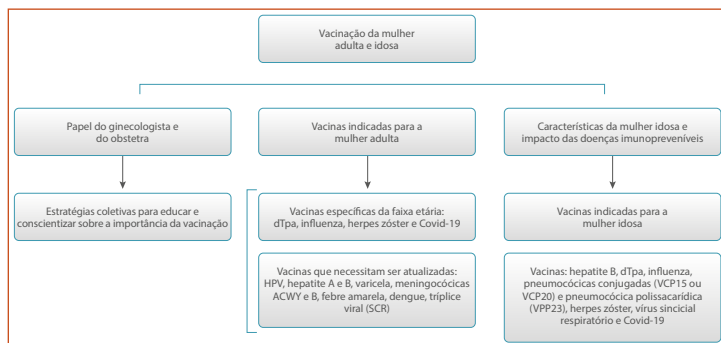 Vacinação da mulher
adulta e idosa
Papel do ginecologista e
do obstetra
Vacinas indicadas para a
mulher adulta
Características da mulher idosa e
impacto das doenças imunopreveníveis
Estratégias coletivas para educar e
conscientizar sobre a importância da vacinação
Vacinas específicas da faixa etária:
dTpa, influenza, herpes zóster e Covid-19
Vacinas indicadas para a
mulher idosa
Vacinas que necessitam ser atualizadas:
HPV, hepatite A e B, varicela, meningocócicas
ACWY e B, febre amarela, dengue, tríplice
viral (SCR)
Vacinas: hepatite B, dTpa, influenza,
pneumocócicas conjugadas (VCP15 ou
VCP20) e pneumocócica polissacarídica
(VPP23), herpes zóster, vírus sincicial
respiratório e Covid-19